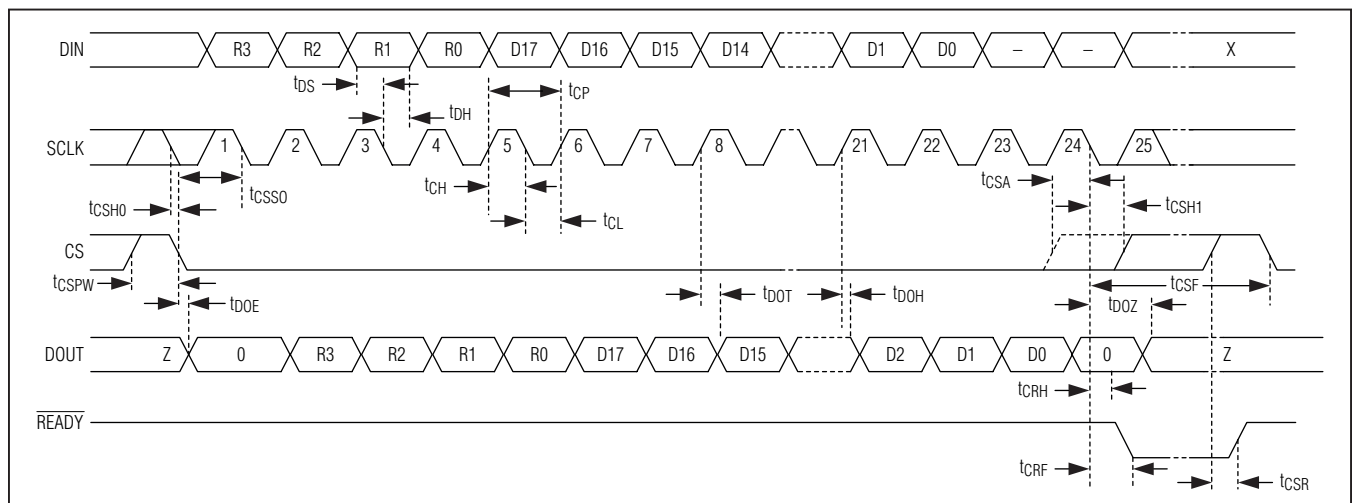 DIN R3 R2 R1 R0 D17 D16 D15 D14 D1 D0 – – X
tDS tDH tCP
SCLK 1 2 3 4 5 6 7 8 21 22 23 24 25
tCSH0 tCSSO tCH tCL tCSA tCSH1
CS
tCSPW tDOE tDOT tDOH tDOZ tCSF
DOUT Z 0 R3 R2 R1 R0 D17 D16 D15 D2 D1 D0 0 Z
tCRH
READY
tCRF tCSR